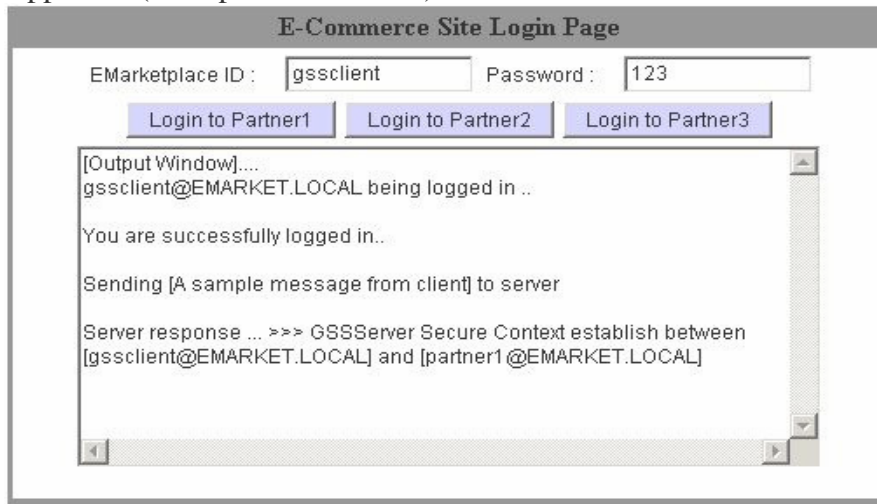 E-Commerce Site Login Page
EMarketplace ID : gssclient Password : 123
Login to Partner1 Login to Partner2 Login to Partner3
[Output Window]....
gssclient@EMARKET.LOCAL being logged in ..
You are successfully logged in..
Sending [A sample message from client] to server
Server response ... >>> GSSServer Secure Context establish between
[gssclient@EMARKET.LOCAL] and [partner1@EMARKET.LOCAL]